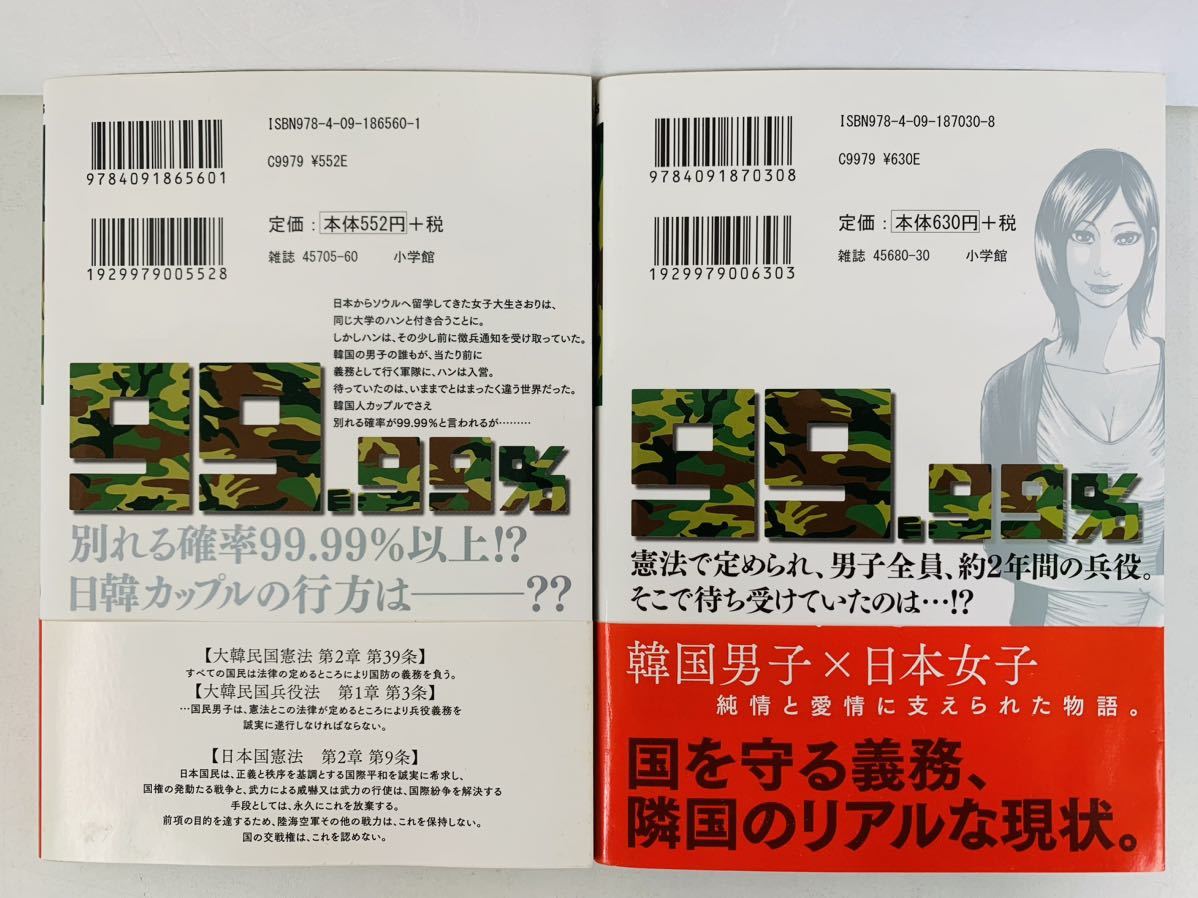 ISBN978-4-09-186560-1
C9979 ¥552E
9784091865601
定価：本体552円＋税
雑誌 45705-60　小学館
1929979005528
日本からソウルへ留学してきた女子大生さおりは、
同じ大学のハンと付き合うことに。
しかしハンは、その少し前に徴兵通知を受け取っていた。
韓国の男子の誰もが、当たり前に
義務として行く軍隊に、ハンは入営。
待っていたのは、いままでとはまったく違う世界だった。
韓国人カップルでさえ
別れる確率が99.99％と言われるが………
99.99%
別れる確率99.99％以上!?
日韓カップルの行方は————??
【大韓民国憲法 第2章 第39条】
すべての国民は法律の定めるところにより国防の義務を負う。
【大韓民国兵役法　第1章 第3条】
…国民男子は、憲法とこの法律が定めるところにより兵役義務を
誠実に遂行しなければならない。
【日本国憲法　第2章 第9条】
日本国民は、正義と秩序を基調とする国際平和を誠実に希求し、
国権の発動たる戦争と、武力による威嚇又は武力の行使は、国際紛争を解決する
手段としては、永久にこれを放棄する。
前項の目的を達するため、陸海空軍その他の戦力は、これを保持しない。
国の交戦権は、これを認めない。
ISBN978-4-09-187030-8
C9979 ¥630E
9784091870308
定価：本体630円＋税
雑誌 45680-30　小学館
1929979006303
99.99%
憲法で定められ、男子全員、約2年間の兵役。
そこで待ち受けていたのは…!?
韓国男子×日本女子
純情と愛情に支えられた物語。
国を守る義務、
隣国のリアルな現状。